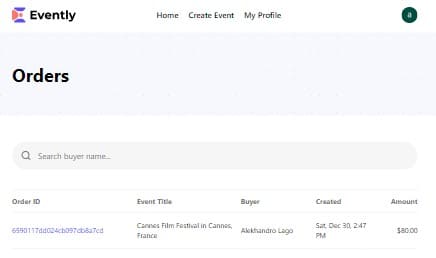 Evently
Home Create Event My Profile
a
Orders
Search buyer name...
Order ID Event Title Buyer Created Amount
6590117dd024cb097db8a7cd Cannes Film Festival in Cannes, France Alekhandro Lago Sat, Dec 30, 2:47 PM $80.00